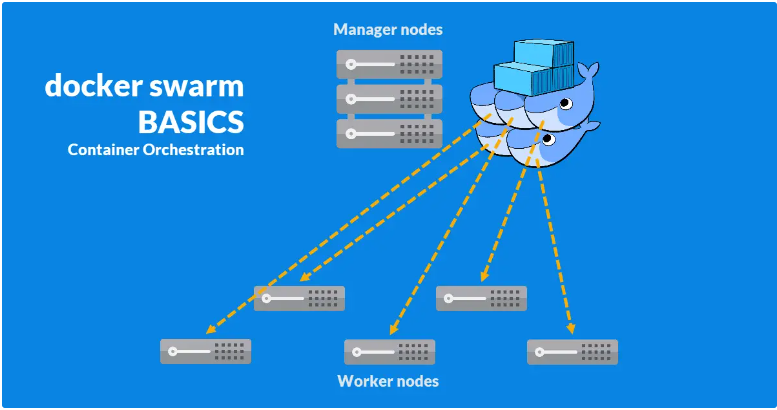 Manager nodes
docker swarm
BASICS
Container Orchestration
Worker nodes